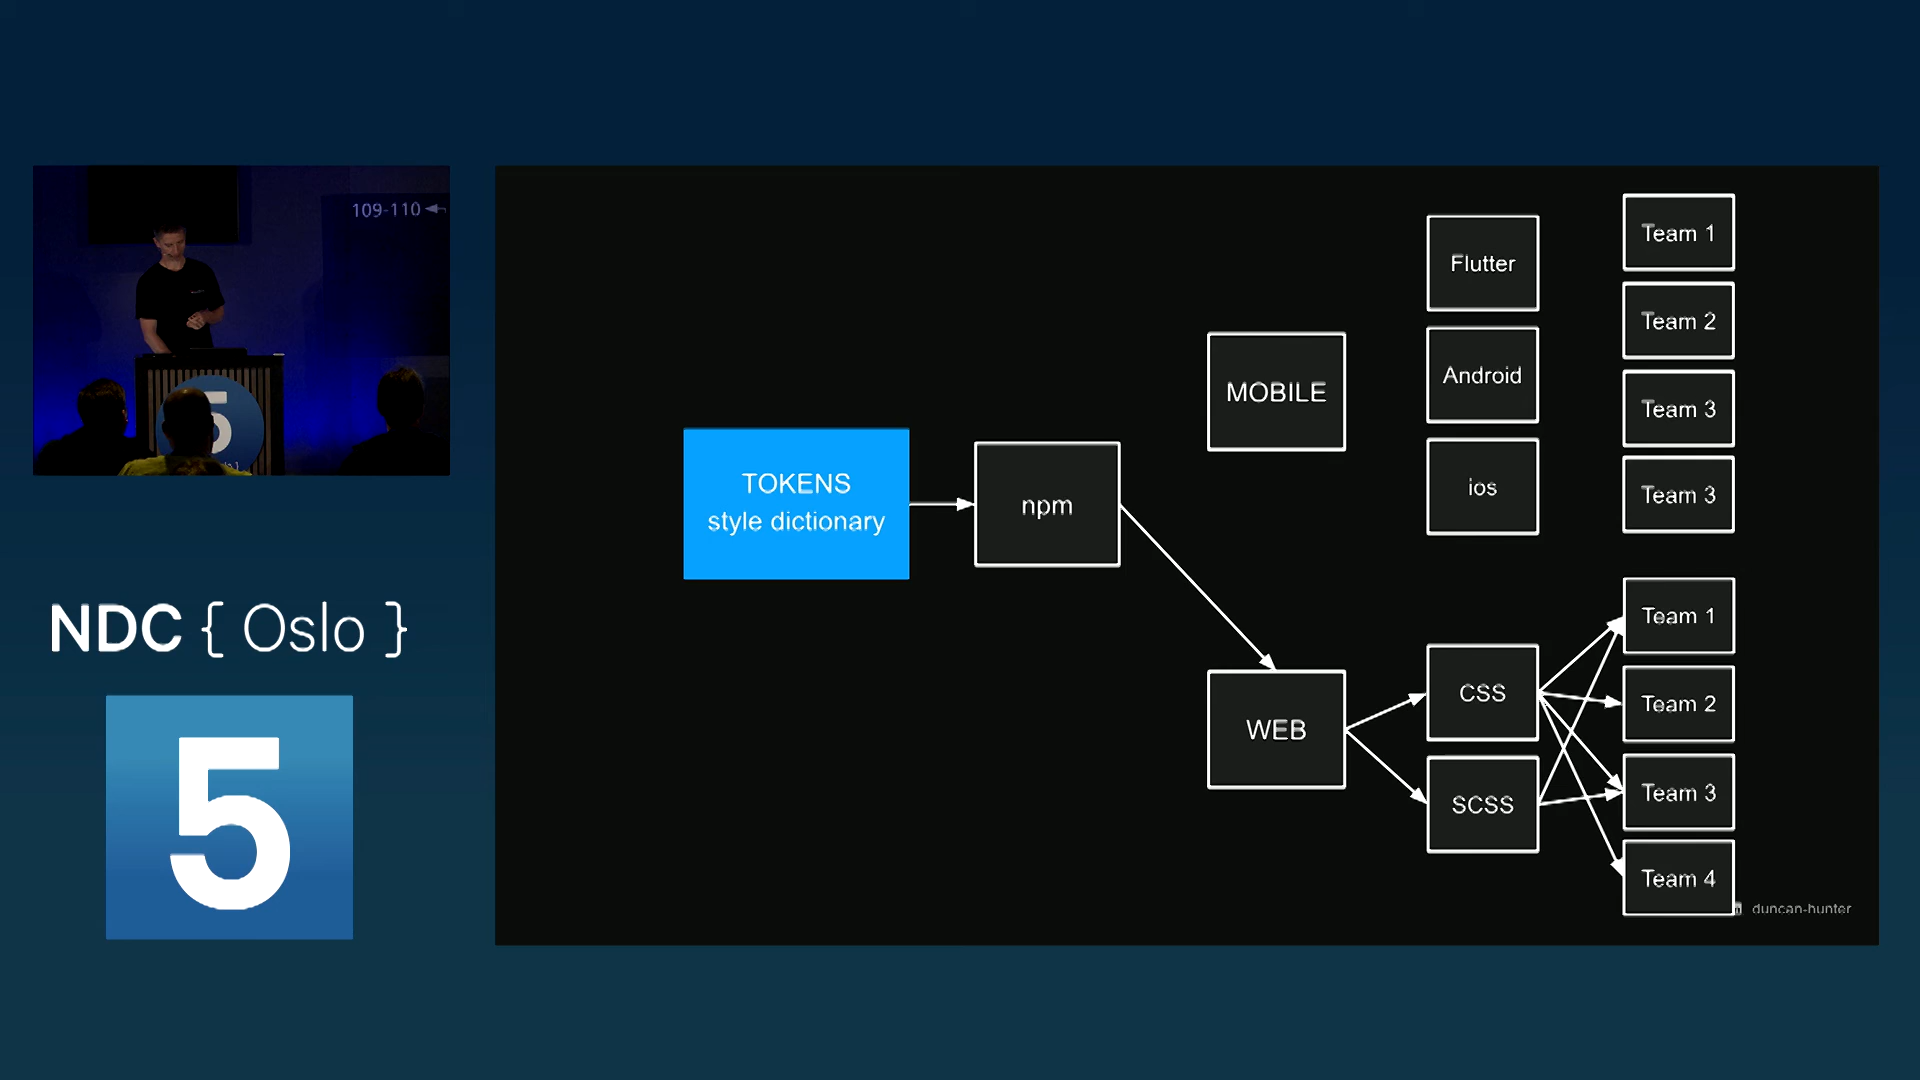 109-110
5
NDC { Oslo }
5
TOKENS
style dictionary
npm
MOBILE
WEB
Flutter
Android
ios
CSS
SCSS
Team 1
Team 2
Team 3
Team 3
Team 1
Team 2
Team 3
Team 4
duncan-hunter